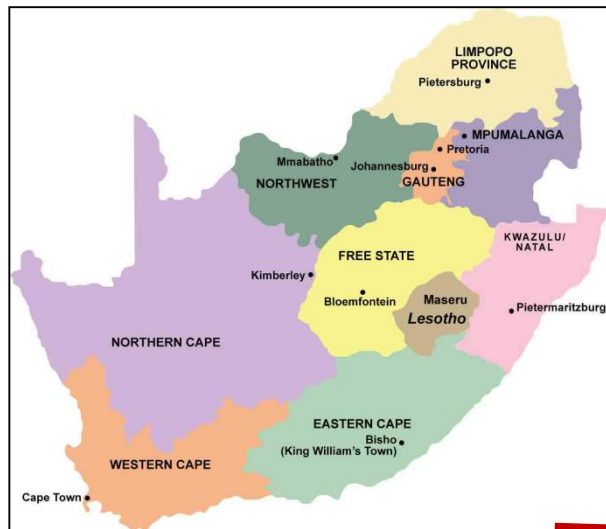 LIMPOPO
PROVINCE
Pietersburg
MPUMALANGA
Pretoria
Mmabatho
Johannesburg
NORTHWEST
GAUTENG
KWAZULU/
NATAL
FREE STATE
Kimberley
Bloemfontein
Maseru
Lesotho
Pietermaritzburg
NORTHERN CAPE
EASTERN CAPE
Bisho
(King William's Town)
WESTERN CAPE
Cape Town